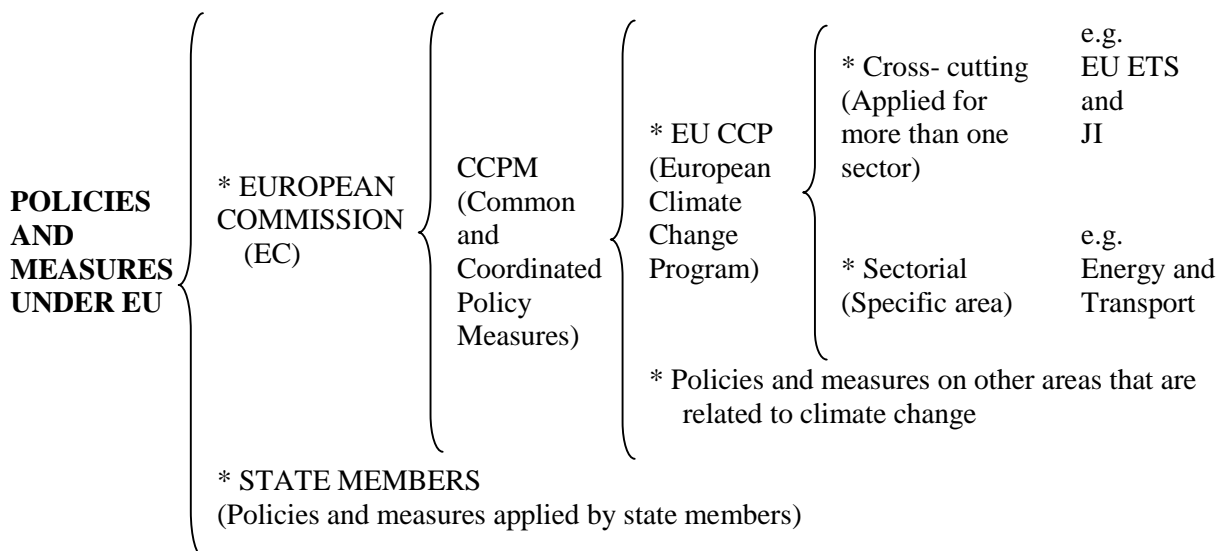 POLICIES
AND
MEASURES
UNDER EU
* EUROPEAN
COMMISSION
(EC)
CCPM
(Common
and
Coordinated
Policy
Measures)
* EU CCP
(European
Climate
Change
Program)
* Cross- cutting
(Applied for
more than one
sector)
e.g.
EU ETS
and
JI
* Sectorial
(Specific area)
e.g.
Energy and
Transport
* Policies and measures on other areas that are
related to climate change
* STATE MEMBERS
(Policies and measures applied by state members)